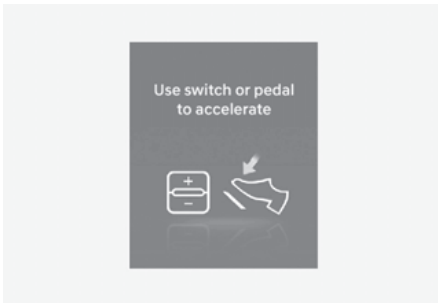 Use switch or pedal
to accelerate
+
−